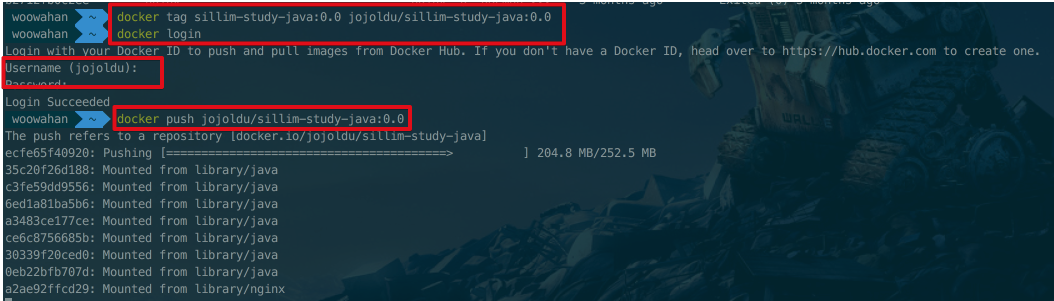 woowahan ~ docker tag sillim-study-java:0.0 jojoldu/sillim-study-java:0.0
woowahan ~ docker login
Login with your Docker ID to push and pull images from Docker Hub. If you don't have a Docker ID, head over to https://hub.docker.com to create one.
Username (jojoldu):
Password:
Login Succeeded
woowahan ~ docker push jojoldu/sillim-study-java:0.0
The push refers to a repository [docker.io/jojoldu/sillim-study-java]
ecfe65f40920: Pushing [========================================>          ] 204.8 MB/252.5 MB
35c20f26d188: Mounted from library/java
c3fe59dd9556: Mounted from library/java
6ed1a81ba5b6: Mounted from library/java
a3483ce177ce: Mounted from library/java
ce6c8756685b: Mounted from library/java
30339f20ced0: Mounted from library/java
0eb22bfb707d: Mounted from library/java
a2ae92ffcd29: Mounted from library/nginx